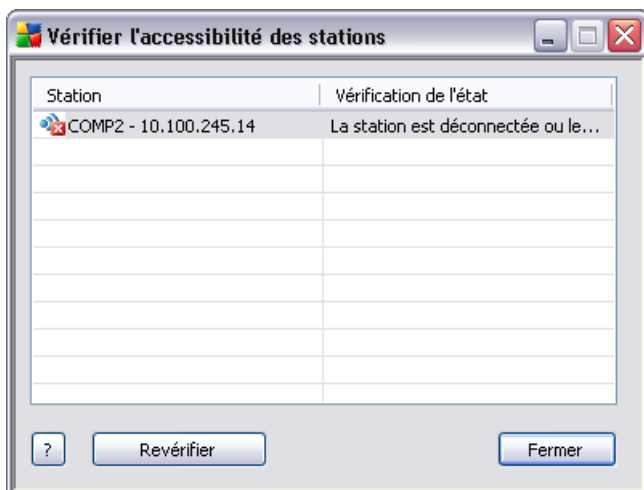 Vérifier l'accessibilité des stations
Station Vérification de l'état
COMP2 - 10.100.245.14 La station est déconnectée ou le...
? Revérifier Fermer